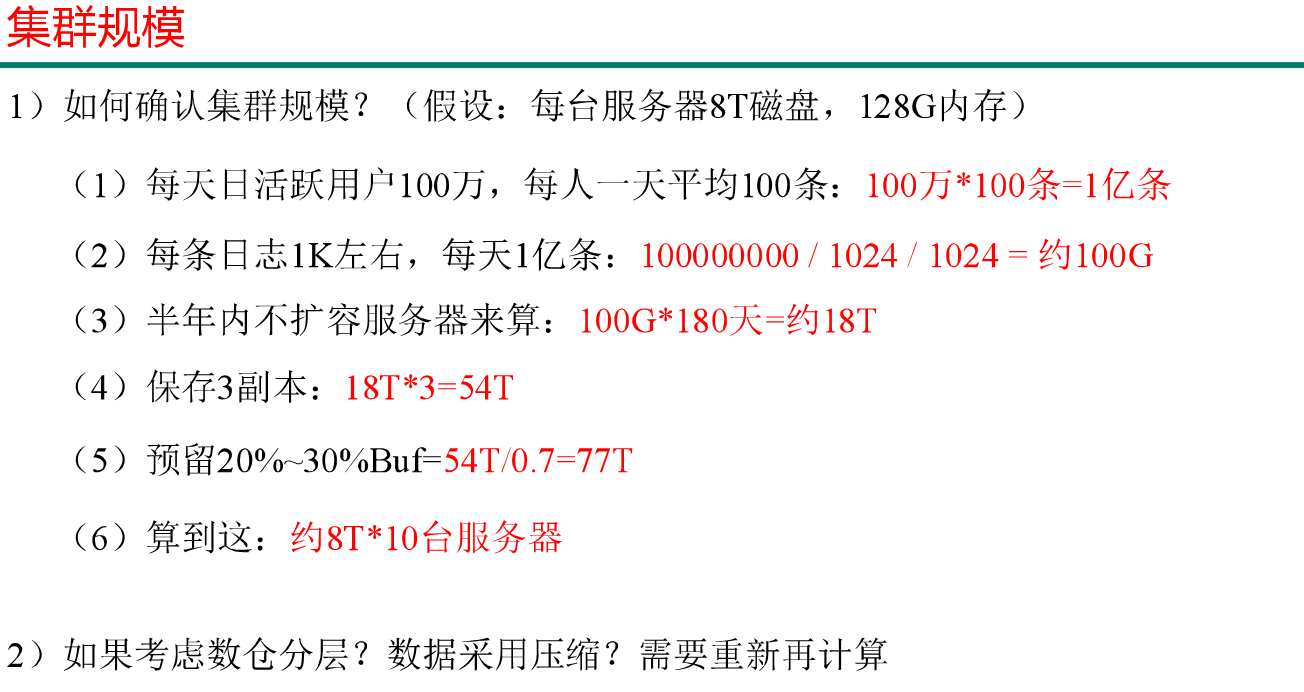 集群规模
1）如何确认集群规模？（假设：每台服务器8T磁盘，128G内存）
（1）每天日活跃用户100万，每人一天平均100条：100万*100条=1亿条
（2）每条日志1K左右，每天1亿条：100000000 / 1024 / 1024 = 约100G
（3）半年内不扩容服务器来算：100G*180天=约18T
（4）保存3副本：18T*3=54T
（5）预留20%~30%Buf=54T/0.7=77T
（6）算到这：约8T*10台服务器
2）如果考虑数仓分层？数据采用压缩？需要重新再计算